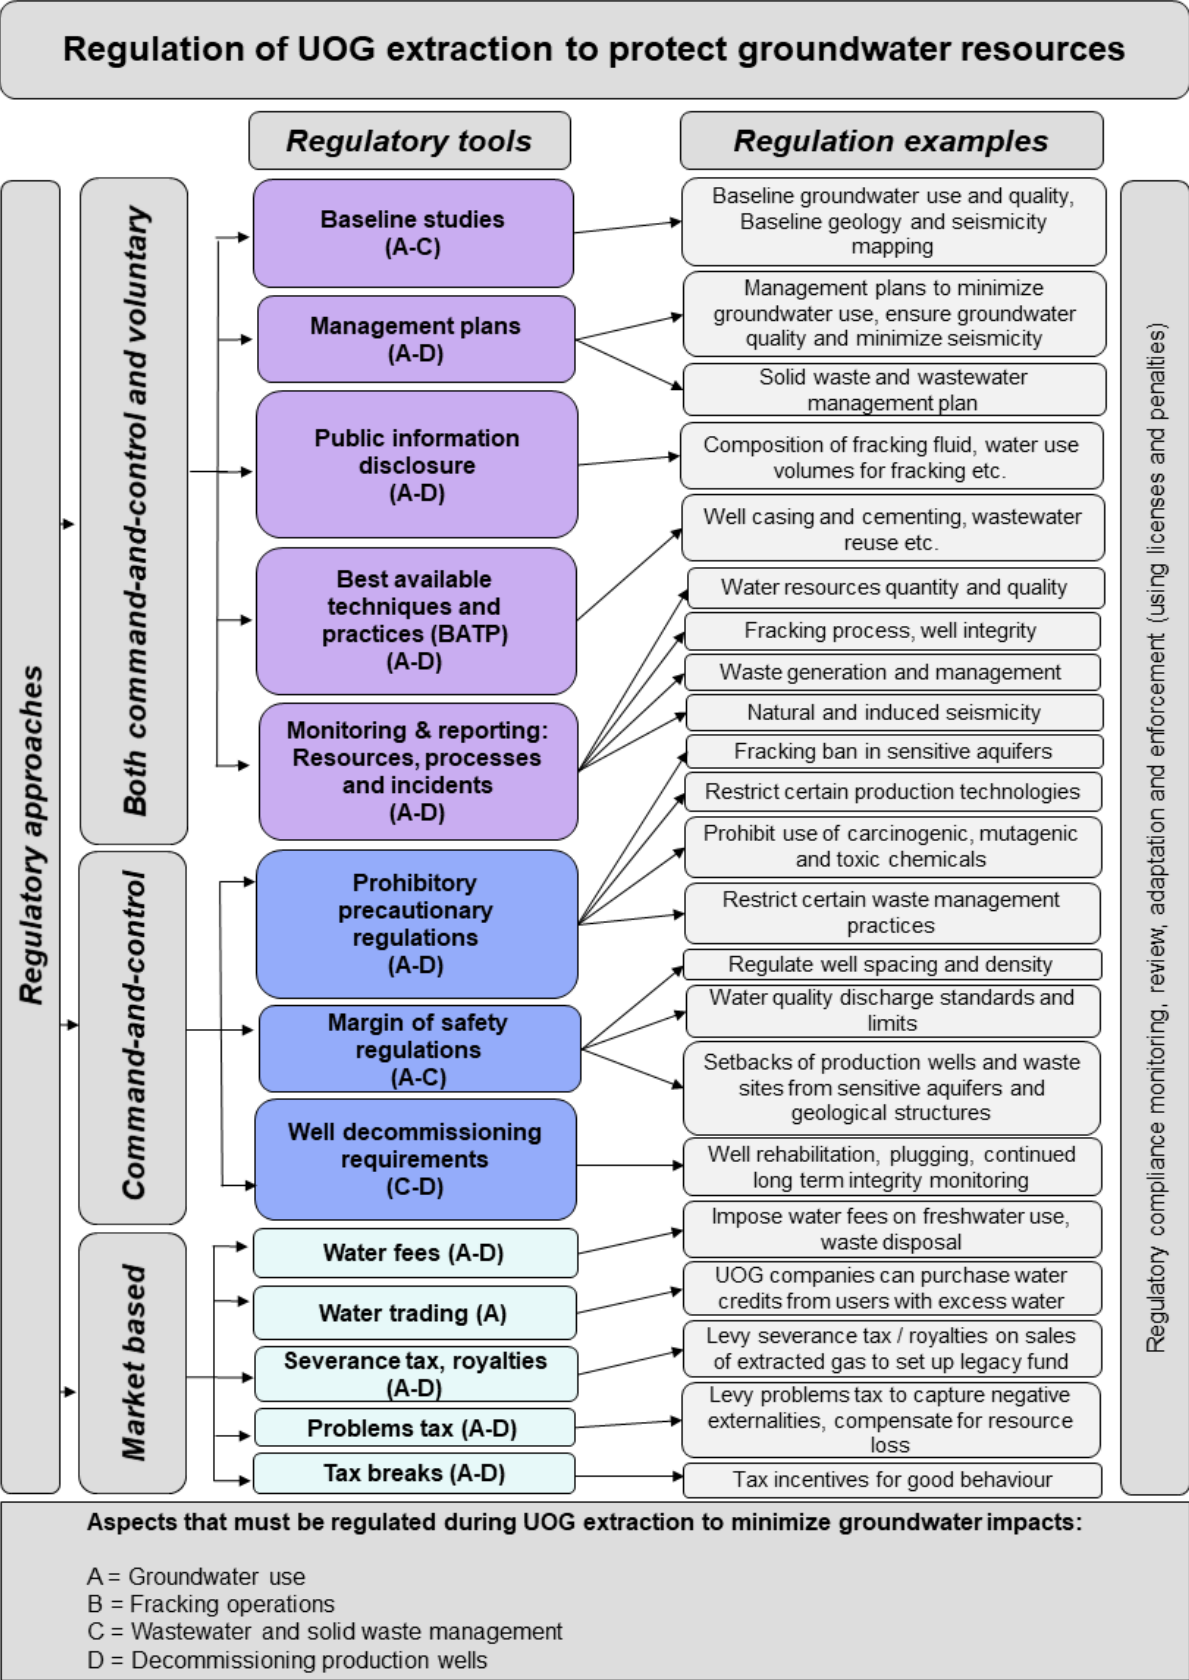 Regulation of UOG extraction to protect groundwater resources
Regulatory tools
Regulation examples
Regulatory approaches
Both command-and-control and voluntary
Baseline studies
(A-C)
Baseline groundwater use and quality,
Baseline geology and seismicity
mapping
Management plans
(A-D)
Management plans to minimize
groundwater use, ensure groundwater
quality and minimize seismicity
Solid waste and wastewater
management plan
Public information
disclosure
(A-D)
Composition of fracking fluid, water use
volumes for fracking etc.
Best available
techniques and
practices (BATP)
(A-D)
Well casing and cementing, wastewater
reuse etc.
Monitoring & reporting:
Resources, processes
and incidents
(A-D)
Water resources quantity and quality
Fracking process, well integrity
Waste generation and management
Natural and induced seismicity
Command-and-control
Prohibitory
precautionary
regulations
(A-D)
Fracking ban in sensitive aquifers
Restrict certain production technologies
Prohibit use of carcinogenic, mutagenic
and toxic chemicals
Restrict certain waste management
practices
Margin of safety
regulations
(A-C)
Regulate well spacing and density
Water quality discharge standards and
limits
Setbacks of production wells and waste
sites from sensitive aquifers and
geological structures
Well decommissioning
requirements
(C-D)
Well rehabilitation, plugging, continued
long term integrity monitoring
Market based
Water fees (A-D)
Impose water fees on freshwater use,
waste disposal
Water trading (A)
UOG companies can purchase water
credits from users with excess water
Severance tax, royalties
(A-D)
Levy severance tax / royalties on sales
of extracted gas to set up legacy fund
Problems tax (A-D)
Levy problems tax to capture negative
externalities, compensate for resource
loss
Tax breaks (A-D)
Tax incentives for good behaviour
Regulatory compliance monitoring, review, adaptation and enforcement (using licenses and penalties)
Aspects that must be regulated during UOG extraction to minimize groundwater impacts:
A = Groundwater use
B = Fracking operations
C = Wastewater and solid waste management
D = Decommissioning production wells